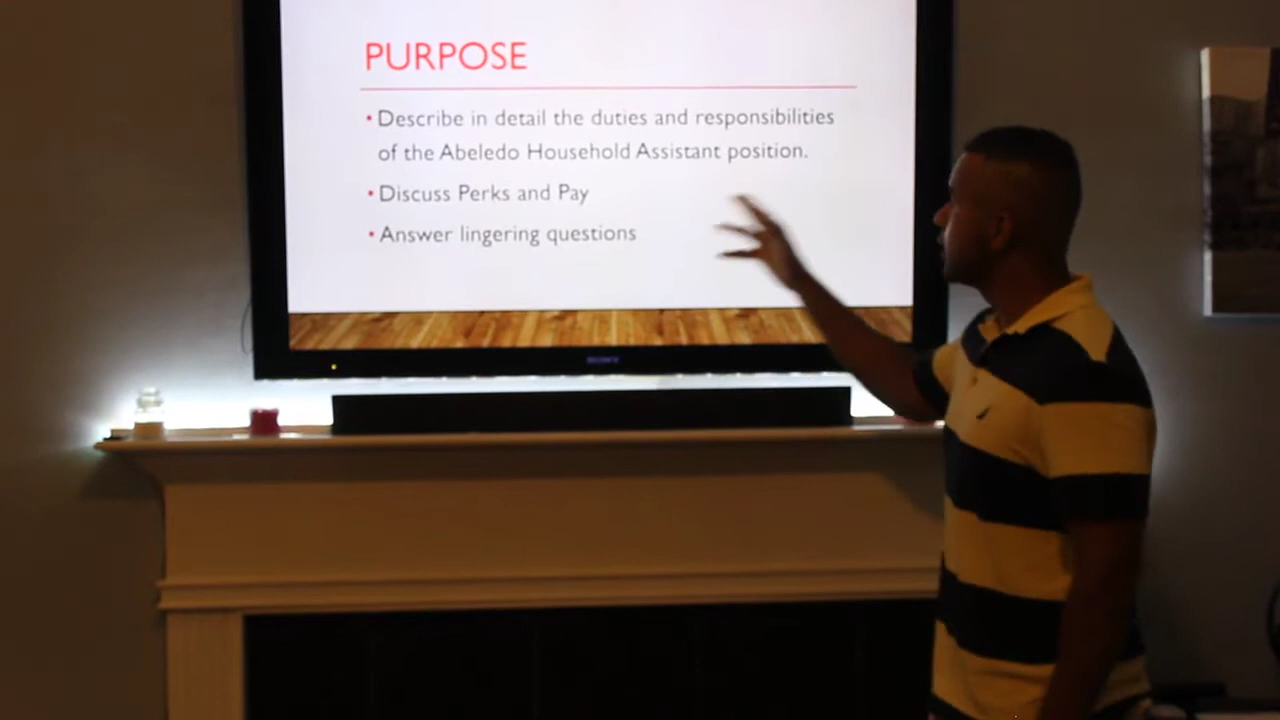 PURPOSE
• Describe in detail the duties and responsibilities
of the Abeledo Household Assistant position.
• Discuss Perks and Pay
• Answer lingering questions
SONY